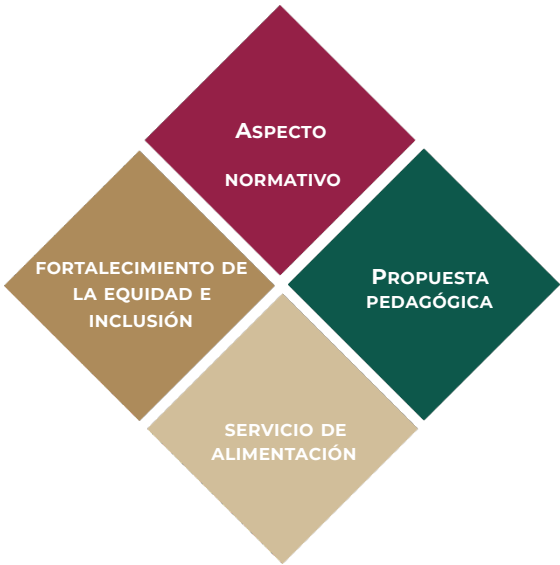 ASPECTO
NORMATIVO
FORTALECIMIENTO DE
LA EQUIDAD E
INCLUSIÓN
PROPUESTA
PEDAGÓGICA
SERVICIO DE
ALIMENTACIÓN